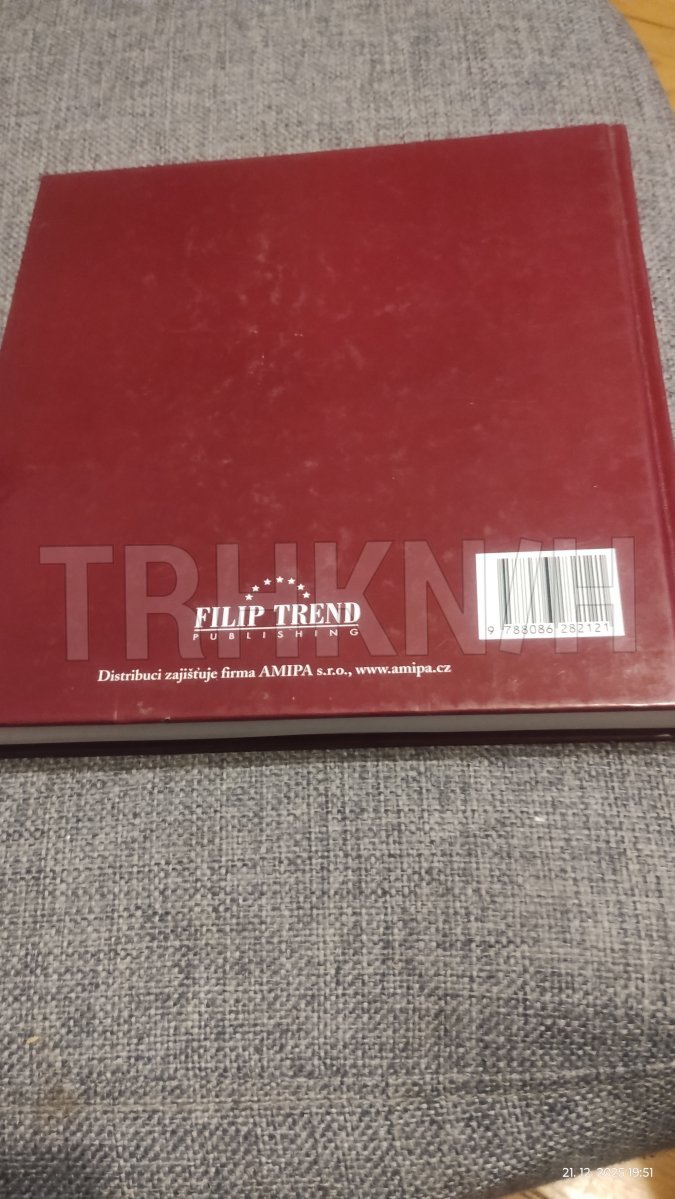 TRHKNIH
FILIP TREND
PUBLISHING
9 788086 282121
Distribuci zajišťuje firma AMIPA s.r.o., www.amipa.cz
21. 12. 2025 19:51